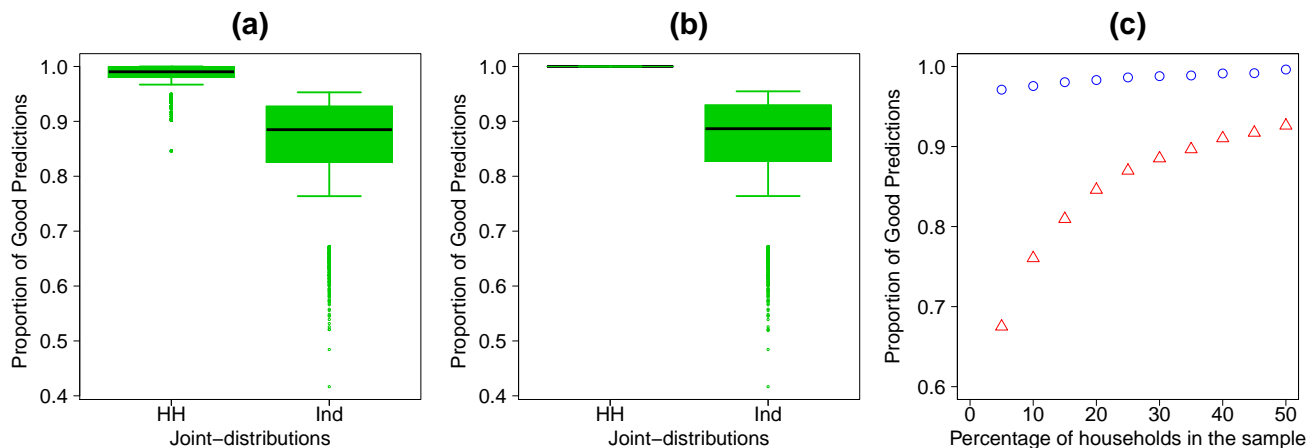 (a)
Proportion of Good Predictions
1.0
0.9
0.8
0.7
0.6
0.5
0.4
HH Ind
Joint−distributions
(b)
Proportion of Good Predictions
1.0
0.9
0.8
0.7
0.6
0.5
0.4
HH Ind
Joint−distributions
(c)
Proportion of Good Predictions
1.0
0.9
0.8
0.7
0.6
0 10 20 30 40 50
Percentage of households in the sample